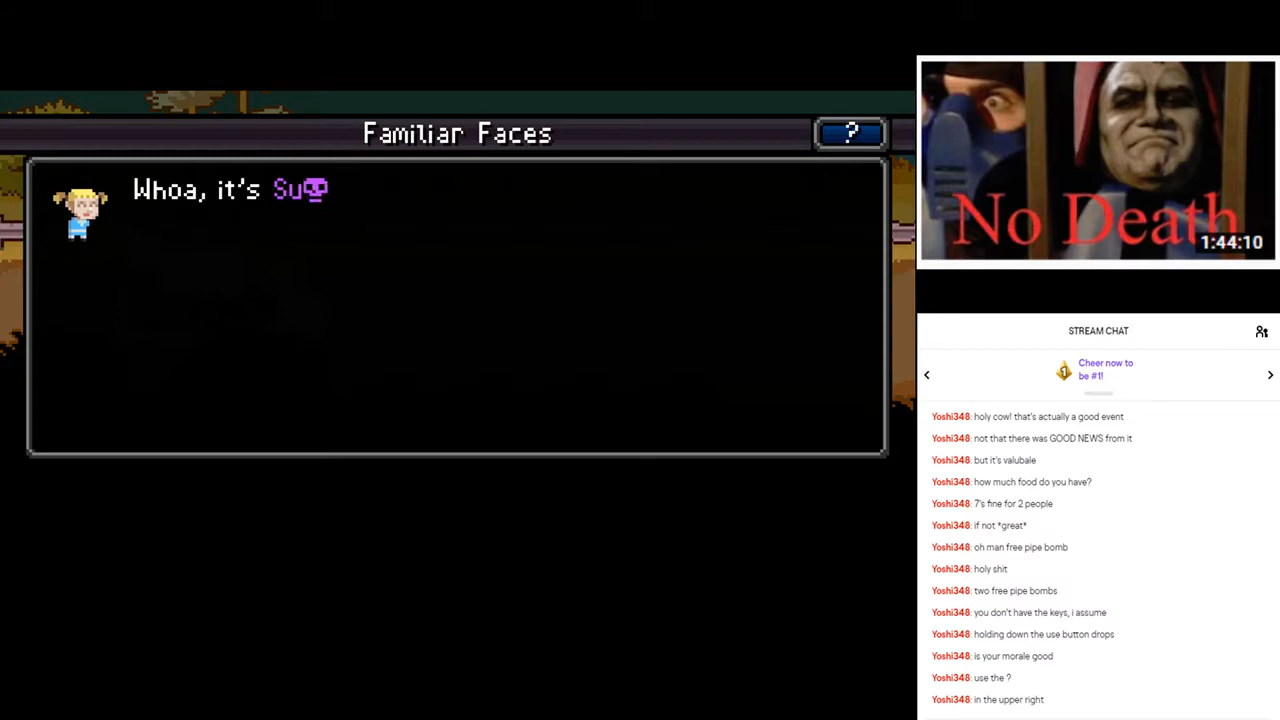 Familiar Faces
?
Whoa, it's Su
No Death
1:44:10
STREAM CHAT
1
Cheer now to
be #1!
Yoshi348: holy cow! that's actually a good event
Yoshi348: not that there was GOOD NEWS from it
Yoshi348: but it's valubale
Yoshi348: how much food do you have?
Yoshi348: 7's fine for 2 people
Yoshi348: if not *great*
Yoshi348: oh man free pipe bomb
Yoshi348: holy shit
Yoshi348: two free pipe bombs
Yoshi348: you don't have the keys, i assume
Yoshi348: holding down the use button drops
Yoshi348: is your morale good
Yoshi348: use the ?
Yoshi348: in the upper right